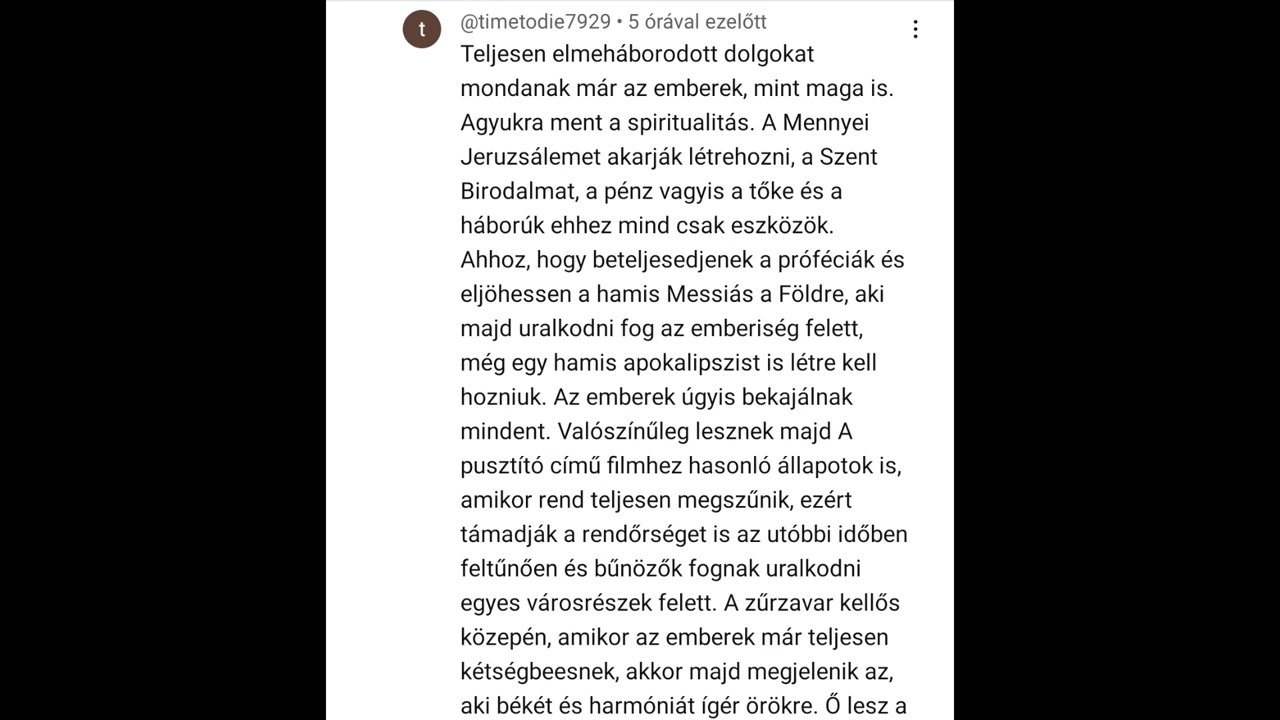 t
@timetodie7929 • 5 órával ezelőtt
Teljesen elmeháborodott dolgokat
mondanak már az emberek, mint maga is.
Agyukra ment a spiritualitás. A Mennyei
Jeruzsálemet akarják létrehozni, a Szent
Birodalmat, a pénz vagyis a tőke és a
háborúk ehhez mind csak eszközök.
Ahhoz, hogy beteljesedjenek a próféciák és
eljöhessen a hamis Messiás a Földre, aki
majd uralkodni fog az emberiség felett,
még egy hamis apokalipszist is létre kell
hozniuk. Az emberek úgyis bekajálnak
mindent. Valószínűleg lesznek majd A
pusztító című filmhez hasonló állapotok is,
amikor rend teljesen megszűnik, ezért
támadják a rendőrséget is az utóbbi időben
feltűnően és bűnözők fognak uralkodni
egyes városrészek felett. A zűrzavar kellős
közepén, amikor az emberek már teljesen
kétségbeesnek, akkor majd megjelenik az,
aki békét és harmóniát ígér örökre. Ő lesz a